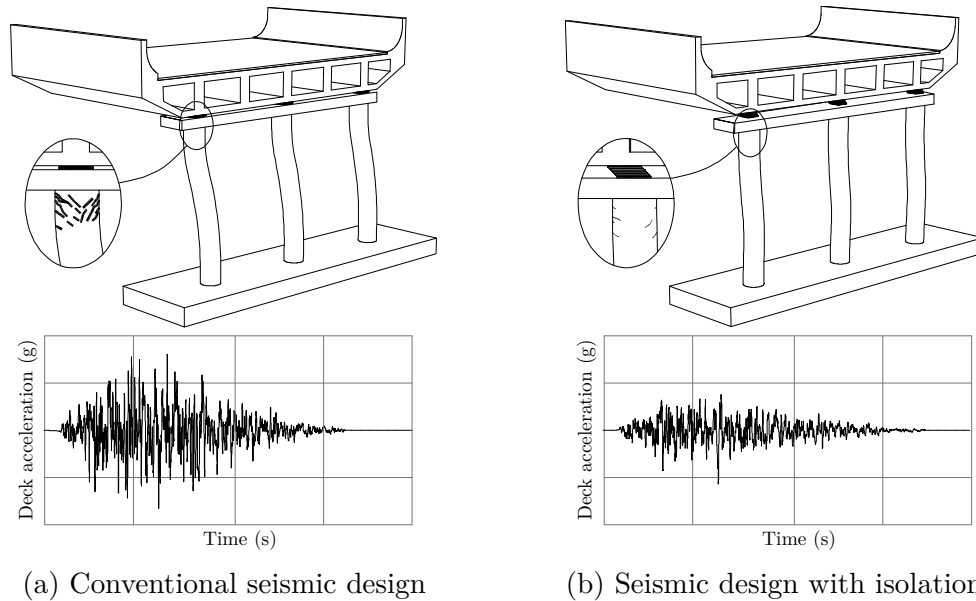 Deck acceleration (g)
Time (s)
(a) Conventional seismic design
Deck acceleration (g)
Time (s)
(b) Seismic design with isolation